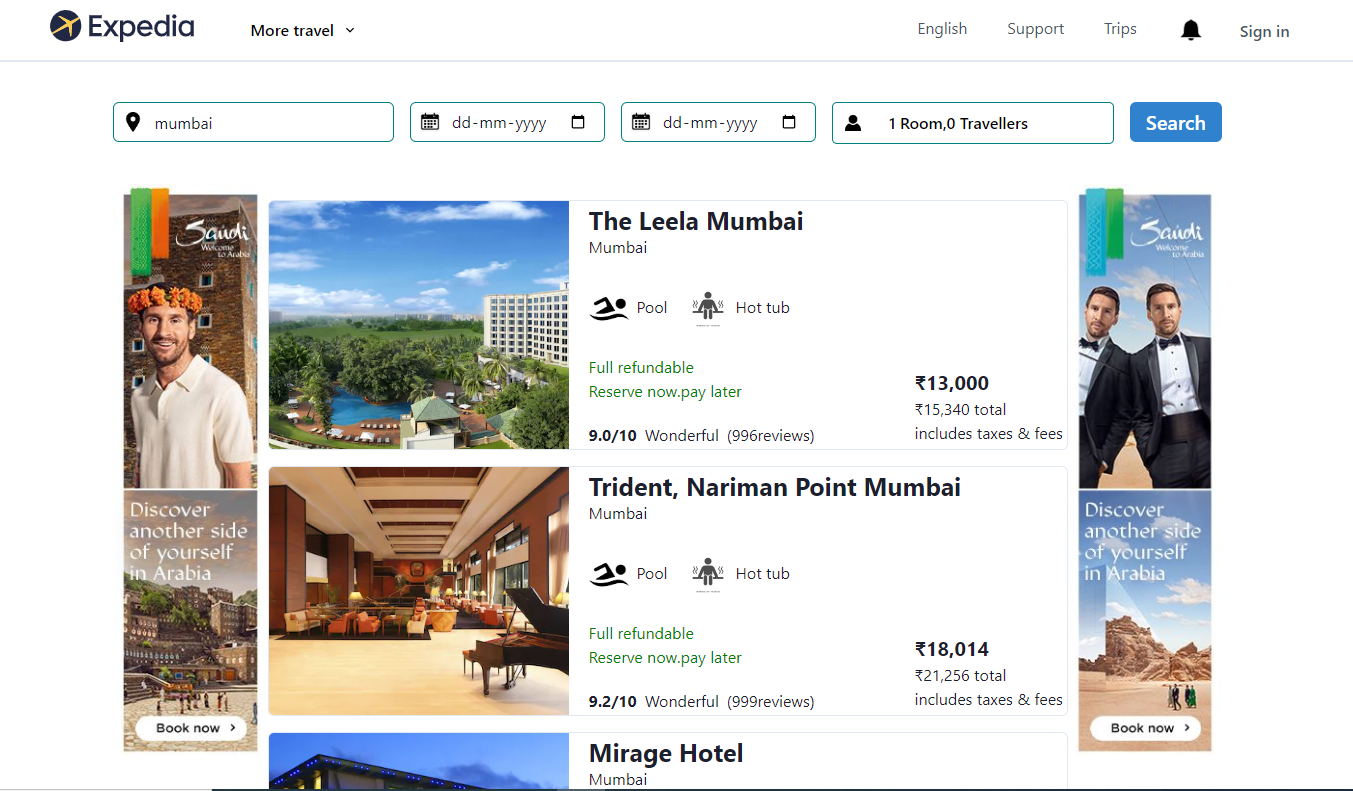 Expedia
More travel
English
Support
Trips
Sign in
mumbai
dd-mm-yyyy
dd-mm-yyyy
1 Room,0 Travellers
Search
Saudi
Welcome
to Arabia
Discover
another side
of yourself
in Arabia
Book now
The Leela Mumbai
Mumbai
Pool
Hot tub
Full refundable
Reserve now.pay later
9.0/10 Wonderful (996reviews)
₹13,000
₹15,340 total
includes taxes & fees
Trident, Nariman Point Mumbai
Mumbai
Pool
Hot tub
Full refundable
Reserve now.pay later
9.2/10 Wonderful (999reviews)
₹18,014
₹21,256 total
includes taxes & fees
Mirage Hotel
Mumbai
Saudi
Welcome
to Arabia
Discover
another side
of yourself
in Arabia
Book now